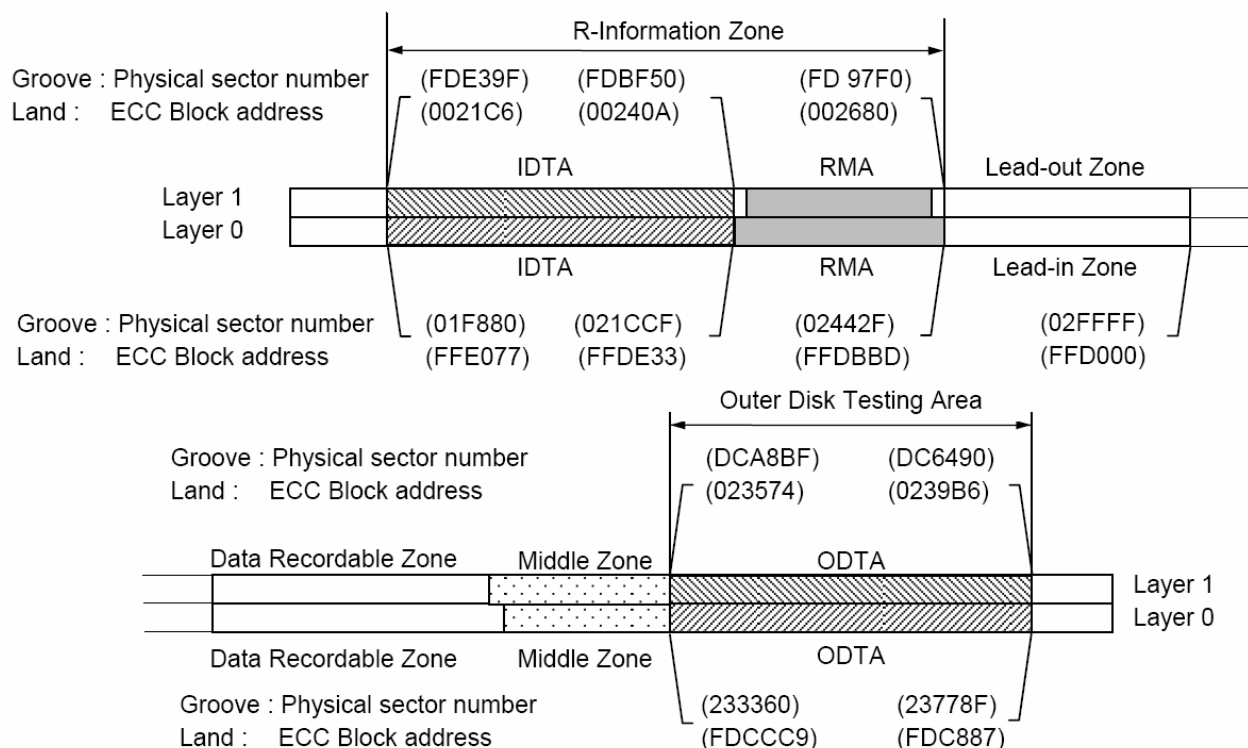 R-Information Zone
Groove : Physical sector number (FDE39F) (FDBF50) (FD 97F0)
Land : ECC Block address (0021C6) (00240A) (002680)
IDTA RMA Lead-out Zone
Layer 1
Layer 0
IDTA RMA Lead-in Zone
Groove : Physical sector number (01F880) (021CCF) (02442F) (02FFFF)
Land : ECC Block address (FFE077) (FFDE33) (FFDBBD) (FFD000)
Outer Disk Testing Area
Groove : Physical sector number (DCA8BF) (DC6490)
Land : ECC Block address (023574) (0239B6)
Data Recordable Zone Middle Zone ODTA
Layer 1
Layer 0
Data Recordable Zone Middle Zone ODTA
Groove : Physical sector number (233360) (23778F)
Land : ECC Block address (FDCCC9) (FDC887)